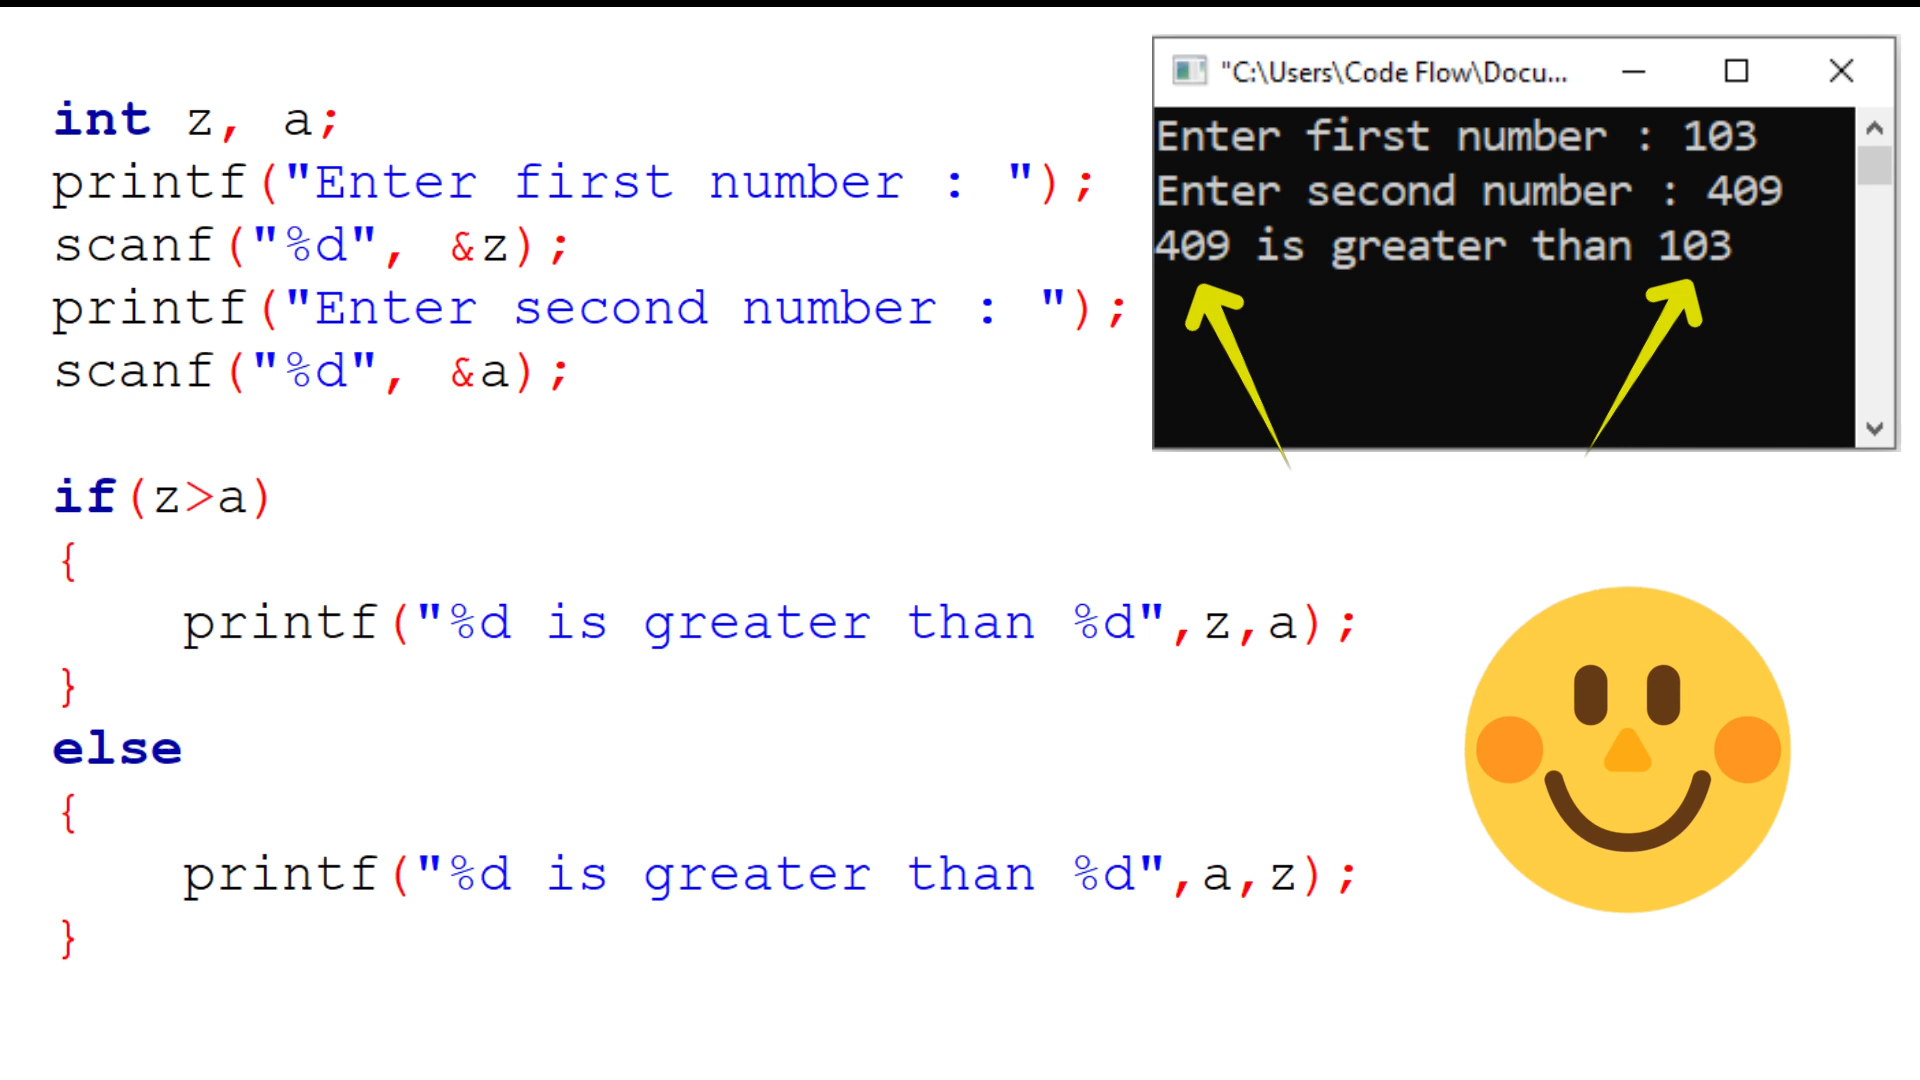 int z, a;
printf("Enter first number : ");
scanf("%d", &z);
printf("Enter second number : ");
scanf("%d", &a);
if(z>a)
{
printf("%d is greater than %d",z,a);
}
else
{
printf("%d is greater than %d",a,z);
}
"C:\Users\Code Flow\Docu...
Enter first number : 103
Enter second number : 409
409 is greater than 103